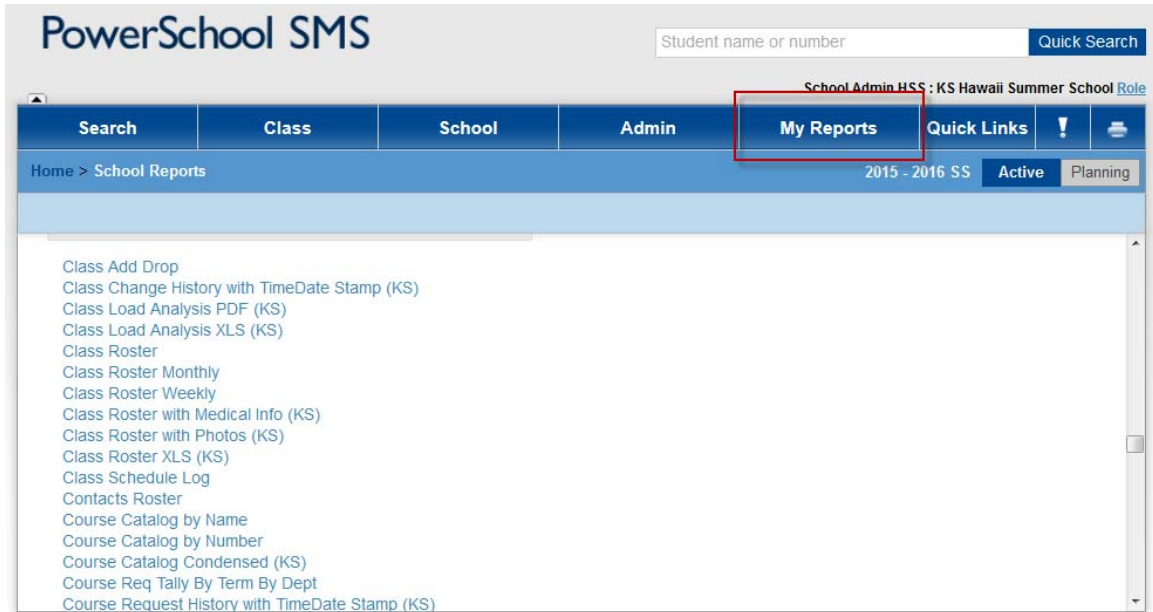 PowerSchool SMS
Student name or number
Quick Search
School Admin HSS : KS Hawaii Summer School Role
Search Class School Admin My Reports Quick Links !
Home > School Reports 2015 - 2016 SS Active Planning
Class Add Drop
Class Change History with TimeDate Stamp (KS)
Class Load Analysis PDF (KS)
Class Load Analysis XLS (KS)
Class Roster
Class Roster Monthly
Class Roster Weekly
Class Roster with Medical Info (KS)
Class Roster with Photos (KS)
Class Roster XLS (KS)
Class Schedule Log
Contacts Roster
Course Catalog by Name
Course Catalog by Number
Course Catalog Condensed (KS)
Course Req Tally By Term By Dept
Course Request History with TimeDate Stamp (KS)